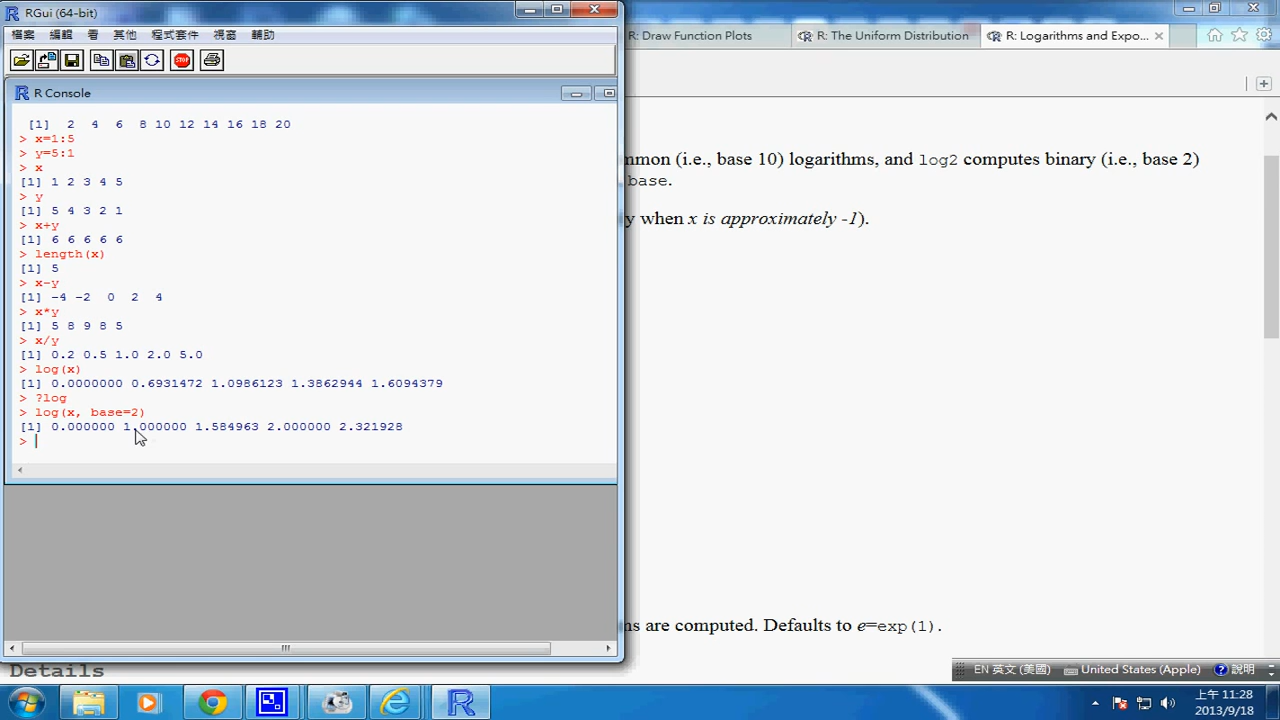 RGui (64-bit)
檔案 編輯 看 其他 程式套件 視窗 輔助
STOP
R Console
[1] 2 4 6 8 10 12 14 16 18 20
> x=1:5
> y=5:1
> x
[1] 1 2 3 4 5
> y
[1] 5 4 3 2 1
> x+y
[1] 6 6 6 6 6
> length(x)
[1] 5
> x-y
[1] -4 -2 0 2 4
> x*y
[1] 5 8 9 8 5
> x/y
[1] 0.2 0.5 1.0 2.0 5.0
> log(x)
[1] 0.0000000 0.6931472 1.0986123 1.3862944 1.6094379
> ?log
> log(x, base=2)
[1] 0.000000 1.000000 1.584963 2.000000 2.321928
>
R: Draw Function Plots
R: The Uniform Distribution
R: Logarithms and Expo...
mmon (i.e., base 10) logarithms, and log2 computes binary (i.e., base 2)
base.
y when x is approximately -1).
ms are computed. Defaults to e=exp(1).
Details
EN 英文 (美國) United States (Apple) 說明
上午 11:28
2013/9/18